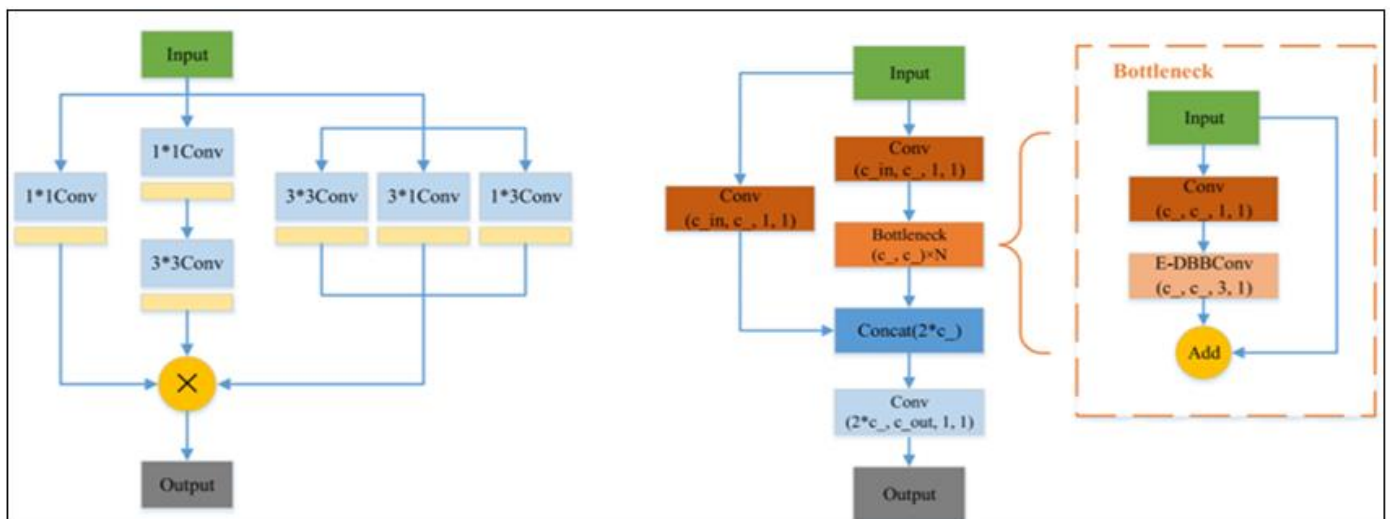 Input
1*1Conv
1*1Conv
3*3Conv
3*3Conv
3*1Conv
1*3Conv
×
Output
Input
Conv
(c_in, c_, 1, 1)
Conv
(c_in, c_, 1, 1)
Bottleneck
(c_, c_)×N
Concat(2*c_)
Conv
(2*c_, c_out, 1, 1)
Output
Bottleneck
Input
Conv
(c_, c_, 1, 1)
E-DBBConv
(c_, c_, 3, 1)
Add